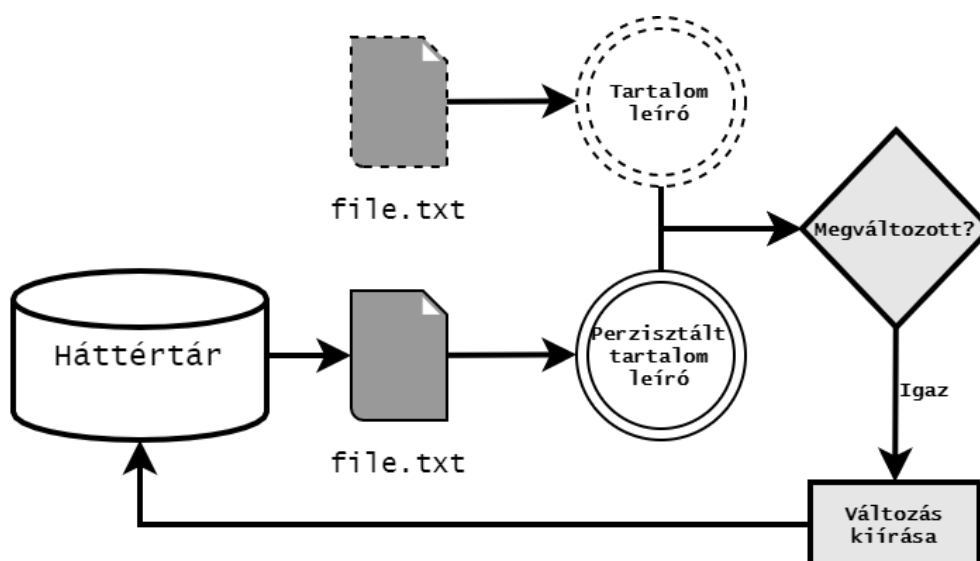 Tartalom
leíró
file.txt
Megváltozott?
Háttértár
Perzisztált
tartalom
leíró
file.txt
Igaz
Változás
kiírása